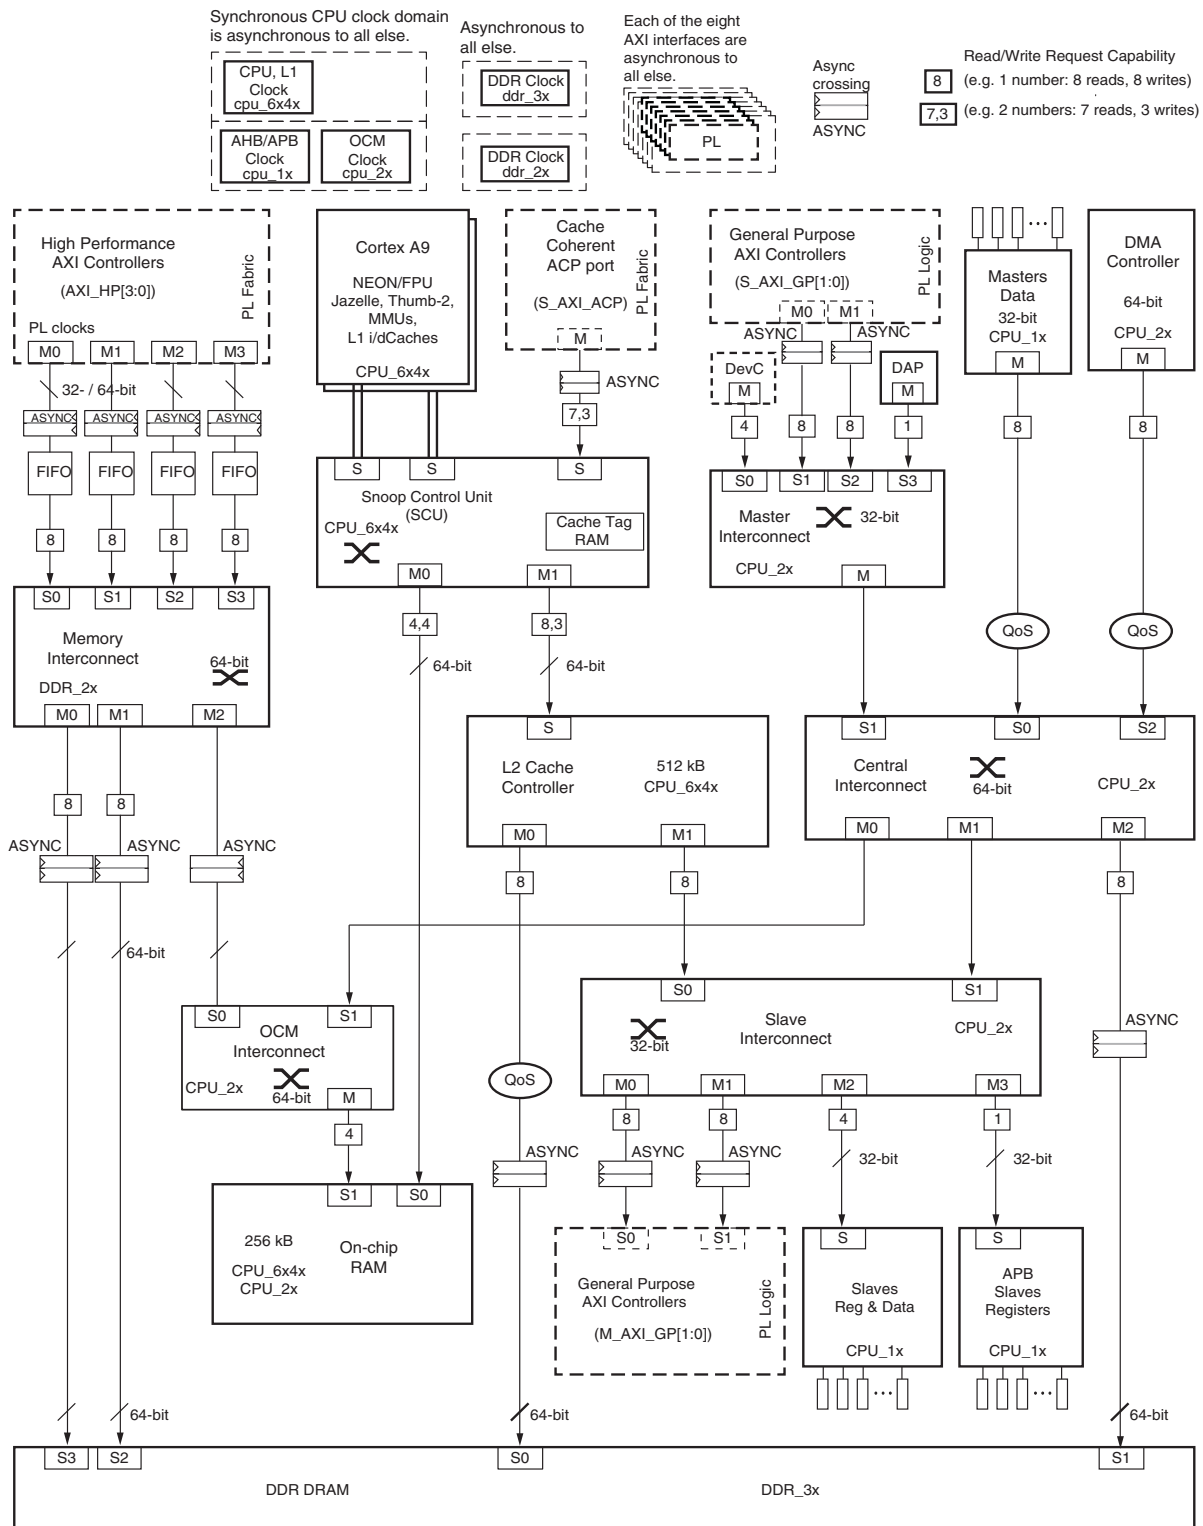 Synchronous CPU clock domain
is asynchronous to all else.
CPU, L1
Clock
cpu_6x4x
AHB/APB
Clock
cpu_1x
OCM
Clock
cpu_2x
Asynchronous to
all else.
DDR Clock
ddr_3x
DDR Clock
ddr_2x
Each of the eight
AXI interfaces are
asynchronous to
all else.
PL
Async
crossing
ASYNC
Read/Write Request Capability
8
(e.g. 1 number: 8 reads, 8 writes)
7,3
(e.g. 2 numbers: 7 reads, 3 writes)
High Performance
AXI Controllers
(AXI_HP[3:0])
PL Fabric
PL clocks
M0
M1
M2
M3
32- / 64-bit
ASYNC
ASYNC
ASYNC
ASYNC
FIFO
FIFO
FIFO
FIFO
8
8
8
8
S0
S1
S2
S3
Memory
Interconnect
64-bit
DDR_2x
M0
M1
M2
8
8
ASYNC
ASYNC
ASYNC
64-bit
Cortex A9
NEON/FPU
Jazelle, Thumb-2,
MMUs,
L1 i/dCaches
CPU_6x4x
Cache
Coherent
ACP port
(S_AXI_ACP)
PL Fabric
M
ASYNC
7,3
S
S
S
Snoop Control Unit
(SCU)
CPU_6x4x
Cache Tag
RAM
M0
M1
4,4
8,3
64-bit
64-bit
General Purpose
AXI Controllers
(S_AXI_GP[1:0])
PL Logic
M0
M1
ASYNC
ASYNC
DevC
M
DAP
M
4
8
8
1
S0
S1
S2
S3
Master
Interconnect
32-bit
CPU_2x
M
Masters
Data
32-bit
CPU_1x
M
8
QoS
DMA
Controller
64-bit
CPU_2x
M
8
QoS
S
L2 Cache
Controller
512 kB
CPU_6x4x
M0
M1
8
8
S1
S0
S2
Central
Interconnect
64-bit
CPU_2x
M0
M1
M2
8
ASYNC
S0
S1
OCM
Interconnect
CPU_2x
64-bit
M
4
QoS
ASYNC
S0
S1
Slave
Interconnect
32-bit
CPU_2x
M0
M1
M2
M3
8
8
4
1
ASYNC
ASYNC
32-bit
32-bit
S1
S0
256 kB
On-chip
RAM
CPU_6x4x
CPU_2x
S0
S1
General Purpose
AXI Controllers
(M_AXI_GP[1:0])
PL Logic
S
Slaves
Reg & Data
CPU_1x
S
APB
Slaves
Registers
CPU_1x
64-bit
64-bit
64-bit
S3
S2
S0
S1
DDR DRAM
DDR_3x